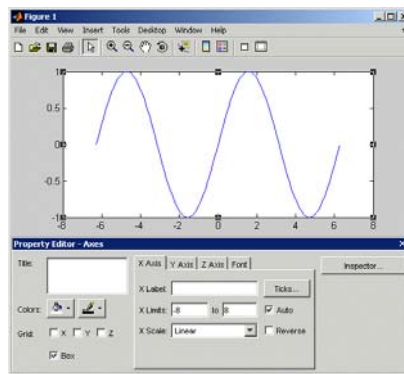 Figure 1
File Edit View Insert Tools Desktop Window Help
1
0.5
0
-0.5
-1
-8 -6 -4 -2 0 2 4 6 8
Property Editor - Axes
Title:
Colors:
Grid: X Y Z
Box
X Axis Y Axis Z Axis Font
X Label: Ticks...
X Limits: -8 to 8 Auto
X Scale: Linear Reverse
Inspector...